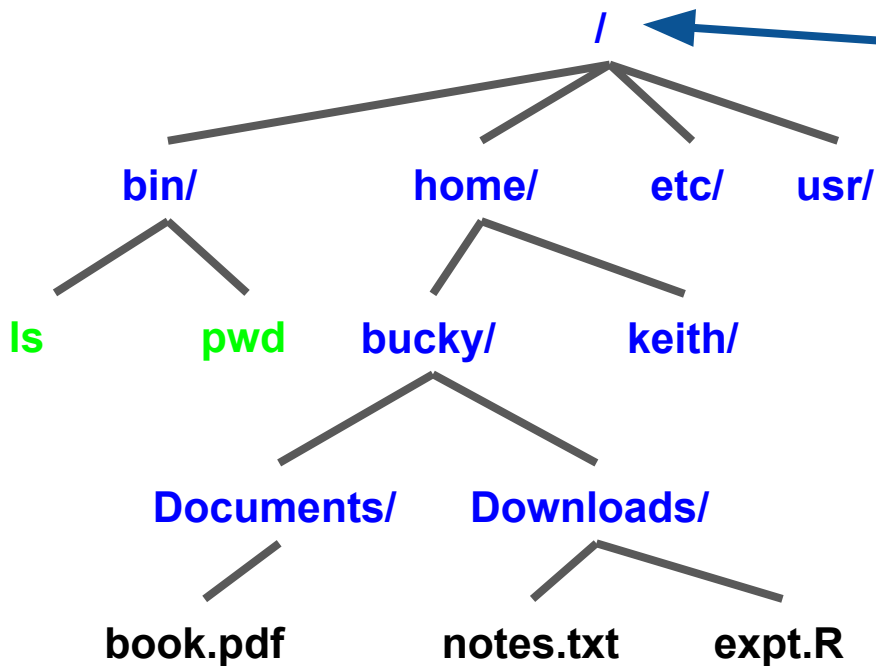 /
bin/ home/ etc/ usr/
ls pwd bucky/ keith/
Documents/ Downloads/
book.pdf notes.txt expt.R